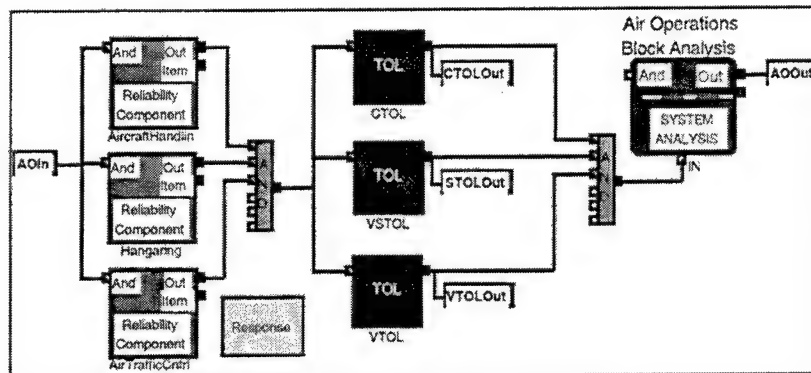 Air Operations
Block Analysis
And Out
Item
Reliability
Component
AircraftHandlin
AOIn
And Out
Item
Reliability
Component
Hangaring
And Out
Item
Reliability
Component
AirTrafficCntrl
A
N
D
Response
TOL
CTOL
CTOLOut
TOL
VSTOL
STOLOut
TOL
VTOL
VTOLOut
A
N
D
And Out
SYSTEM
ANALYSIS
IN
AOOut